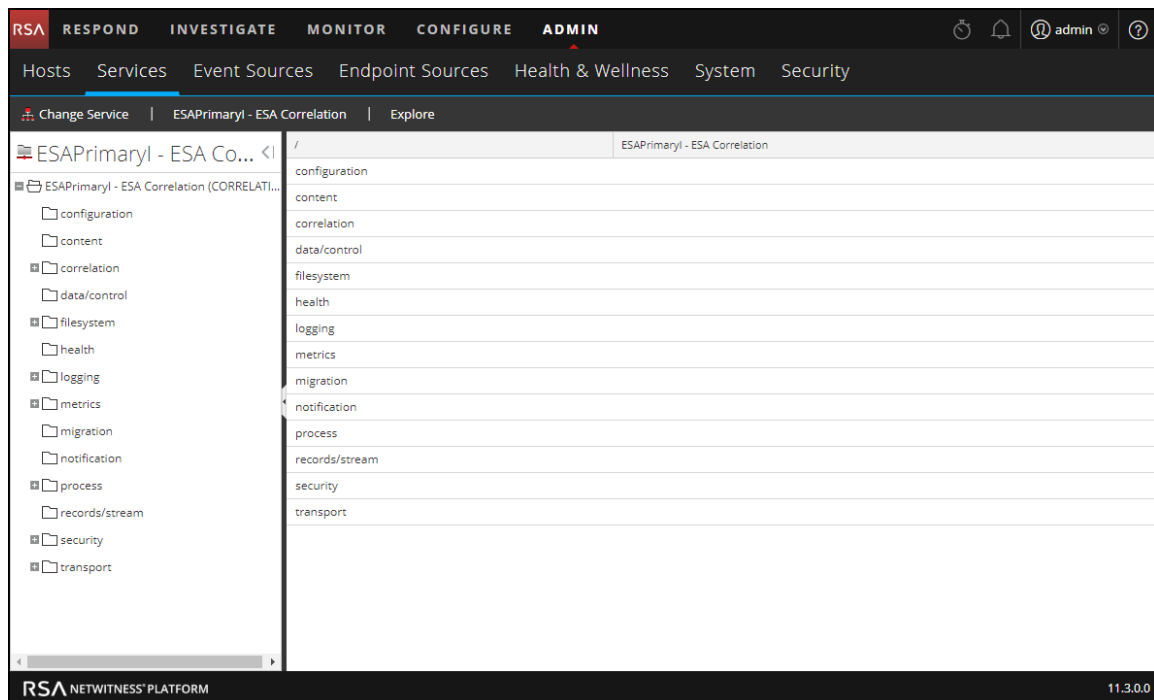 RSA RESPOND INVESTIGATE MONITOR CONFIGURE ADMIN admin ?
Hosts Services Event Sources Endpoint Sources Health & Wellness System Security
Change Service | ESAPrimaryl - ESA Correlation | Explore
ESAPrimaryl - ESA Co...
ESAPrimaryl - ESA Correlation (CORRELATI...
configuration
content
correlation
data/control
filesystem
health
logging
metrics
migration
notification
process
records/stream
security
transport
/ ESAPrimaryl - ESA Correlation
configuration
content
correlation
data/control
filesystem
health
logging
metrics
migration
notification
process
records/stream
security
transport
RSA NETWITNESS® PLATFORM 11.3.0.0